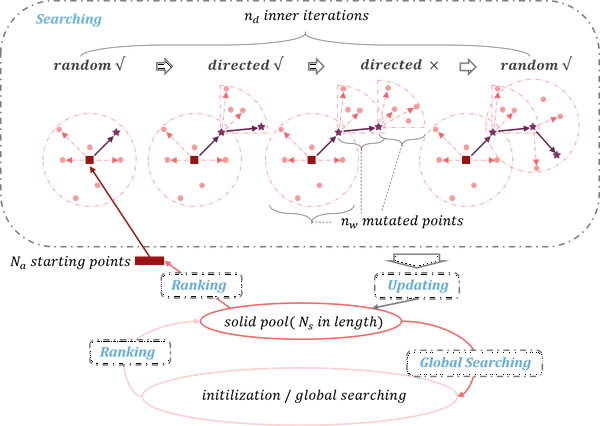 Searching
n_d inner iterations
random √ directed √ directed × random √
n_w mutated points
N_a starting points
Ranking
Updating
solid pool( N_s in length)
Ranking
Global Searching
initilization / global searching